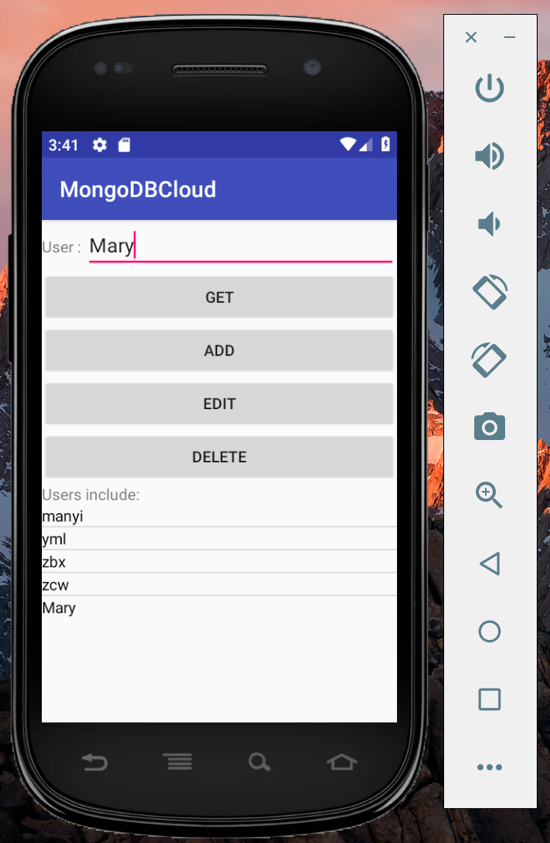 3:41
MongoDBCloud
User : Mary
GET
ADD
EDIT
DELETE
Users include:
manyi
yml
zbx
zcw
Mary